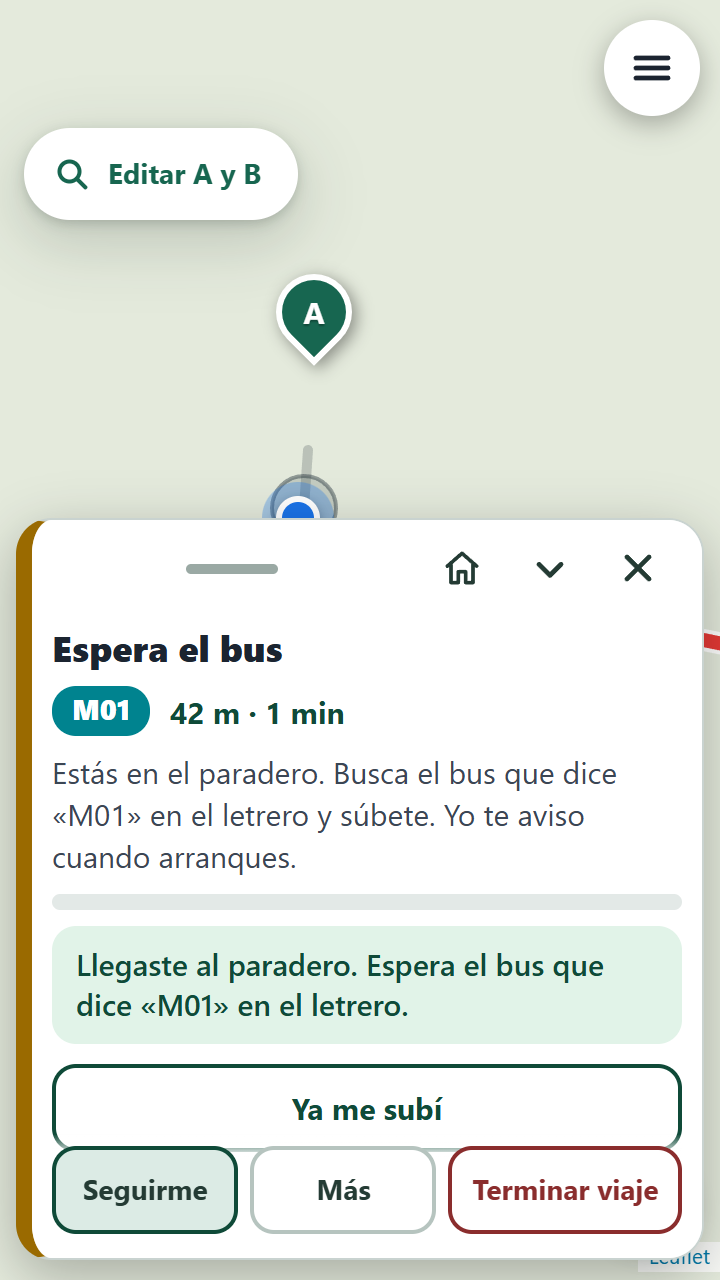 Editar A y B
A
Espera el bus
M01 42 m · 1 min
Estás en el paradero. Busca el bus que dice
«M01» en el letrero y súbete. Yo te aviso
cuando arranques.
Llegaste al paradero. Espera el bus que
dice «M01» en el letrero.
Ya me subí
Seguirme Más Terminar viaje
Leaflet